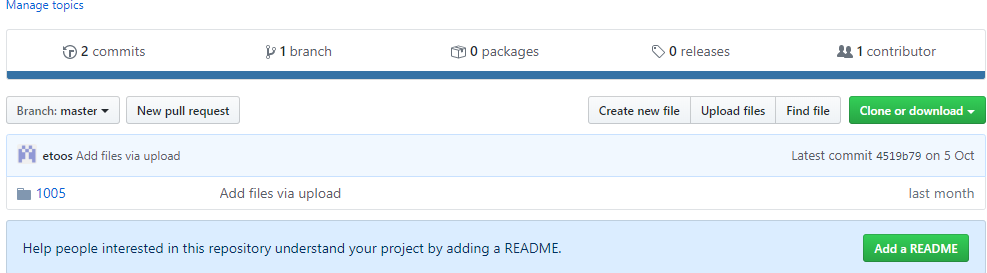 Manage topics
2 commits 1 branch 0 packages 0 releases 1 contributor
Branch: master New pull request Create new file Upload files Find file Clone or download
etoos Add files via upload Latest commit 4519b79 on 5 Oct
1005 Add files via upload last month
Help people interested in this repository understand your project by adding a README. Add a README